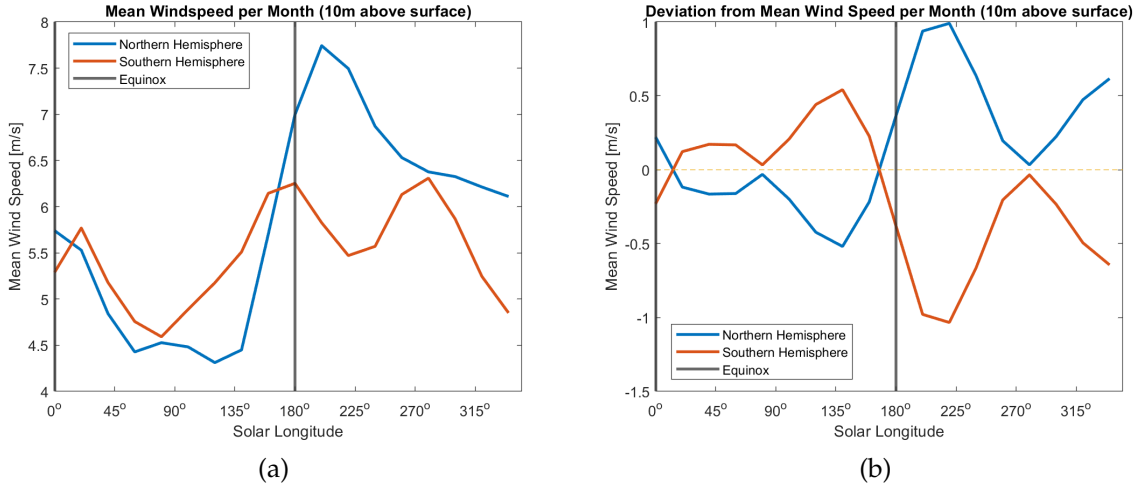 Mean Windspeed per Month (10m above surface)
Mean Wind Speed [m/s]
8
7.5
7
6.5
6
5.5
5
4.5
4
Northern Hemisphere
Southern Hemisphere
Equinox
0° 45° 90° 135° 180° 225° 270° 315°
Solar Longitude
(a)
Deviation from Mean Wind Speed per Month (10m above surface)
Mean Wind Speed [m/s]
1
0.5
0
-0.5
-1
-1.5
Northern Hemisphere
Southern Hemisphere
Equinox
0° 45° 90° 135° 180° 225° 270° 315°
Solar Longitude
(b)